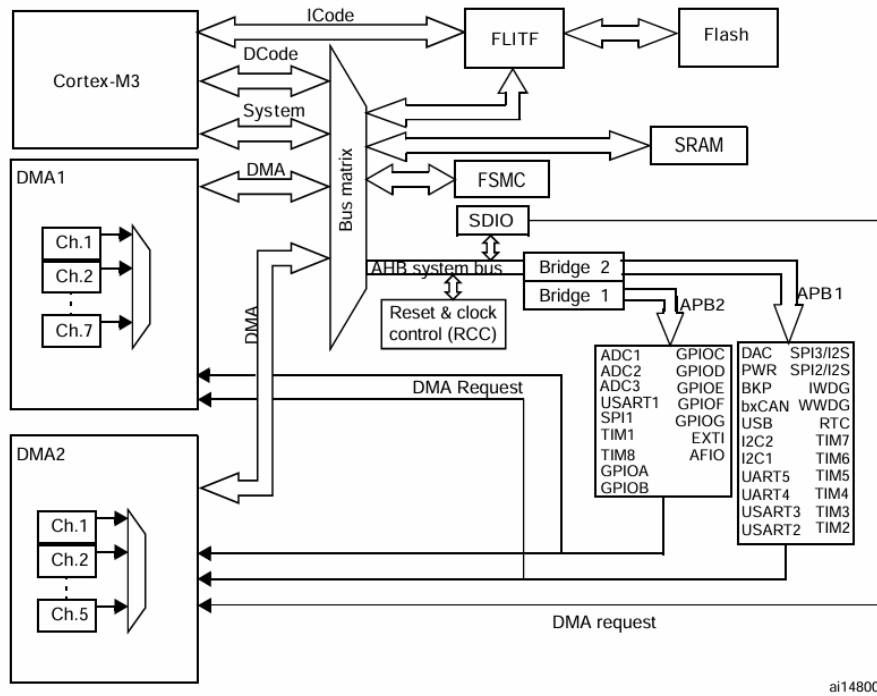 ICode
FLITF
Flash
Cortex-M3
DCode
System
Bus matrix
SRAM
DMA1
DMA
FSMC
SDIO
Ch.1
Ch.2
Ch.7
AHB system bus
Bridge 2
Bridge 1
Reset & clock
control (RCC)
APB2
APB1
DMA
DMA Request
ADC1 GPIOC
ADC2 GPIOD
ADC3 GPIOE
USART1 GPIOF
SPI1 GPIOG
TIM1 EXTI
TIM8 AFIO
GPIOA
GPIOB
DAC SPI3/I2S
PWR SPI2/I2S
BKP IWDG
bxCAN WWDG
USB RTC
I2C2 TIM7
I2C1 TIM6
UART5 TIM5
UART4 TIM4
USART3 TIM3
USART2 TIM2
DMA2
Ch.1
Ch.2
Ch.5
DMA request
ai14800